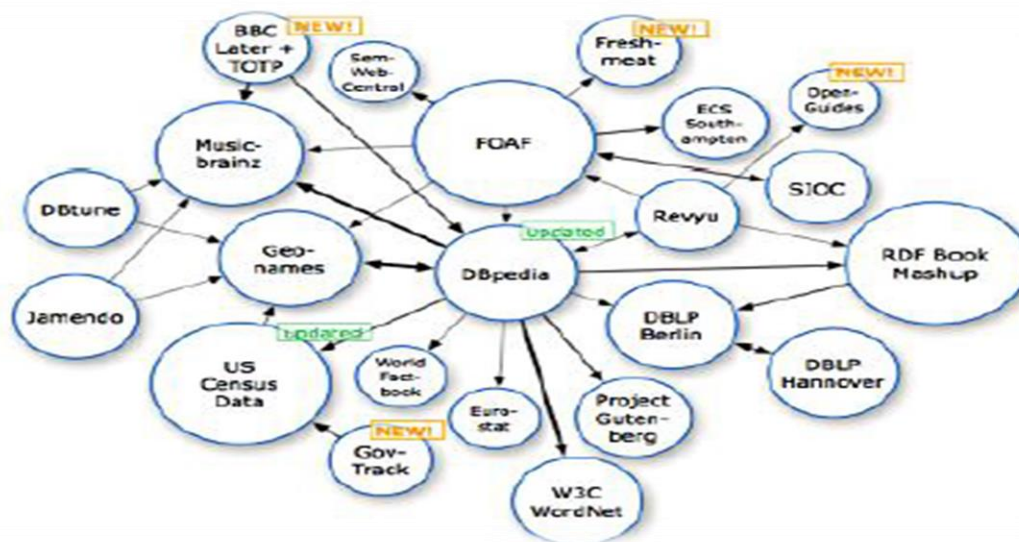 BBC
Later +
TOTP
NEW!
Sem-
Web-
Central
Fresh-
meat
NEW!
NEW!
Open-
Guides
FOAF
ECS
South-
ampton
Music-
brainz
SIOC
DBtune
Revyu
Geo-
names
updated
DBpedia
RDF Book
Mashup
Jamendo
updated
DBLP
Berlin
US
Census
Data
World
Fact-
book
DBLP
Hannover
Euro-
stat
Project
Guten-
berg
NEW!
Gov-
Track
W3C
WordNet